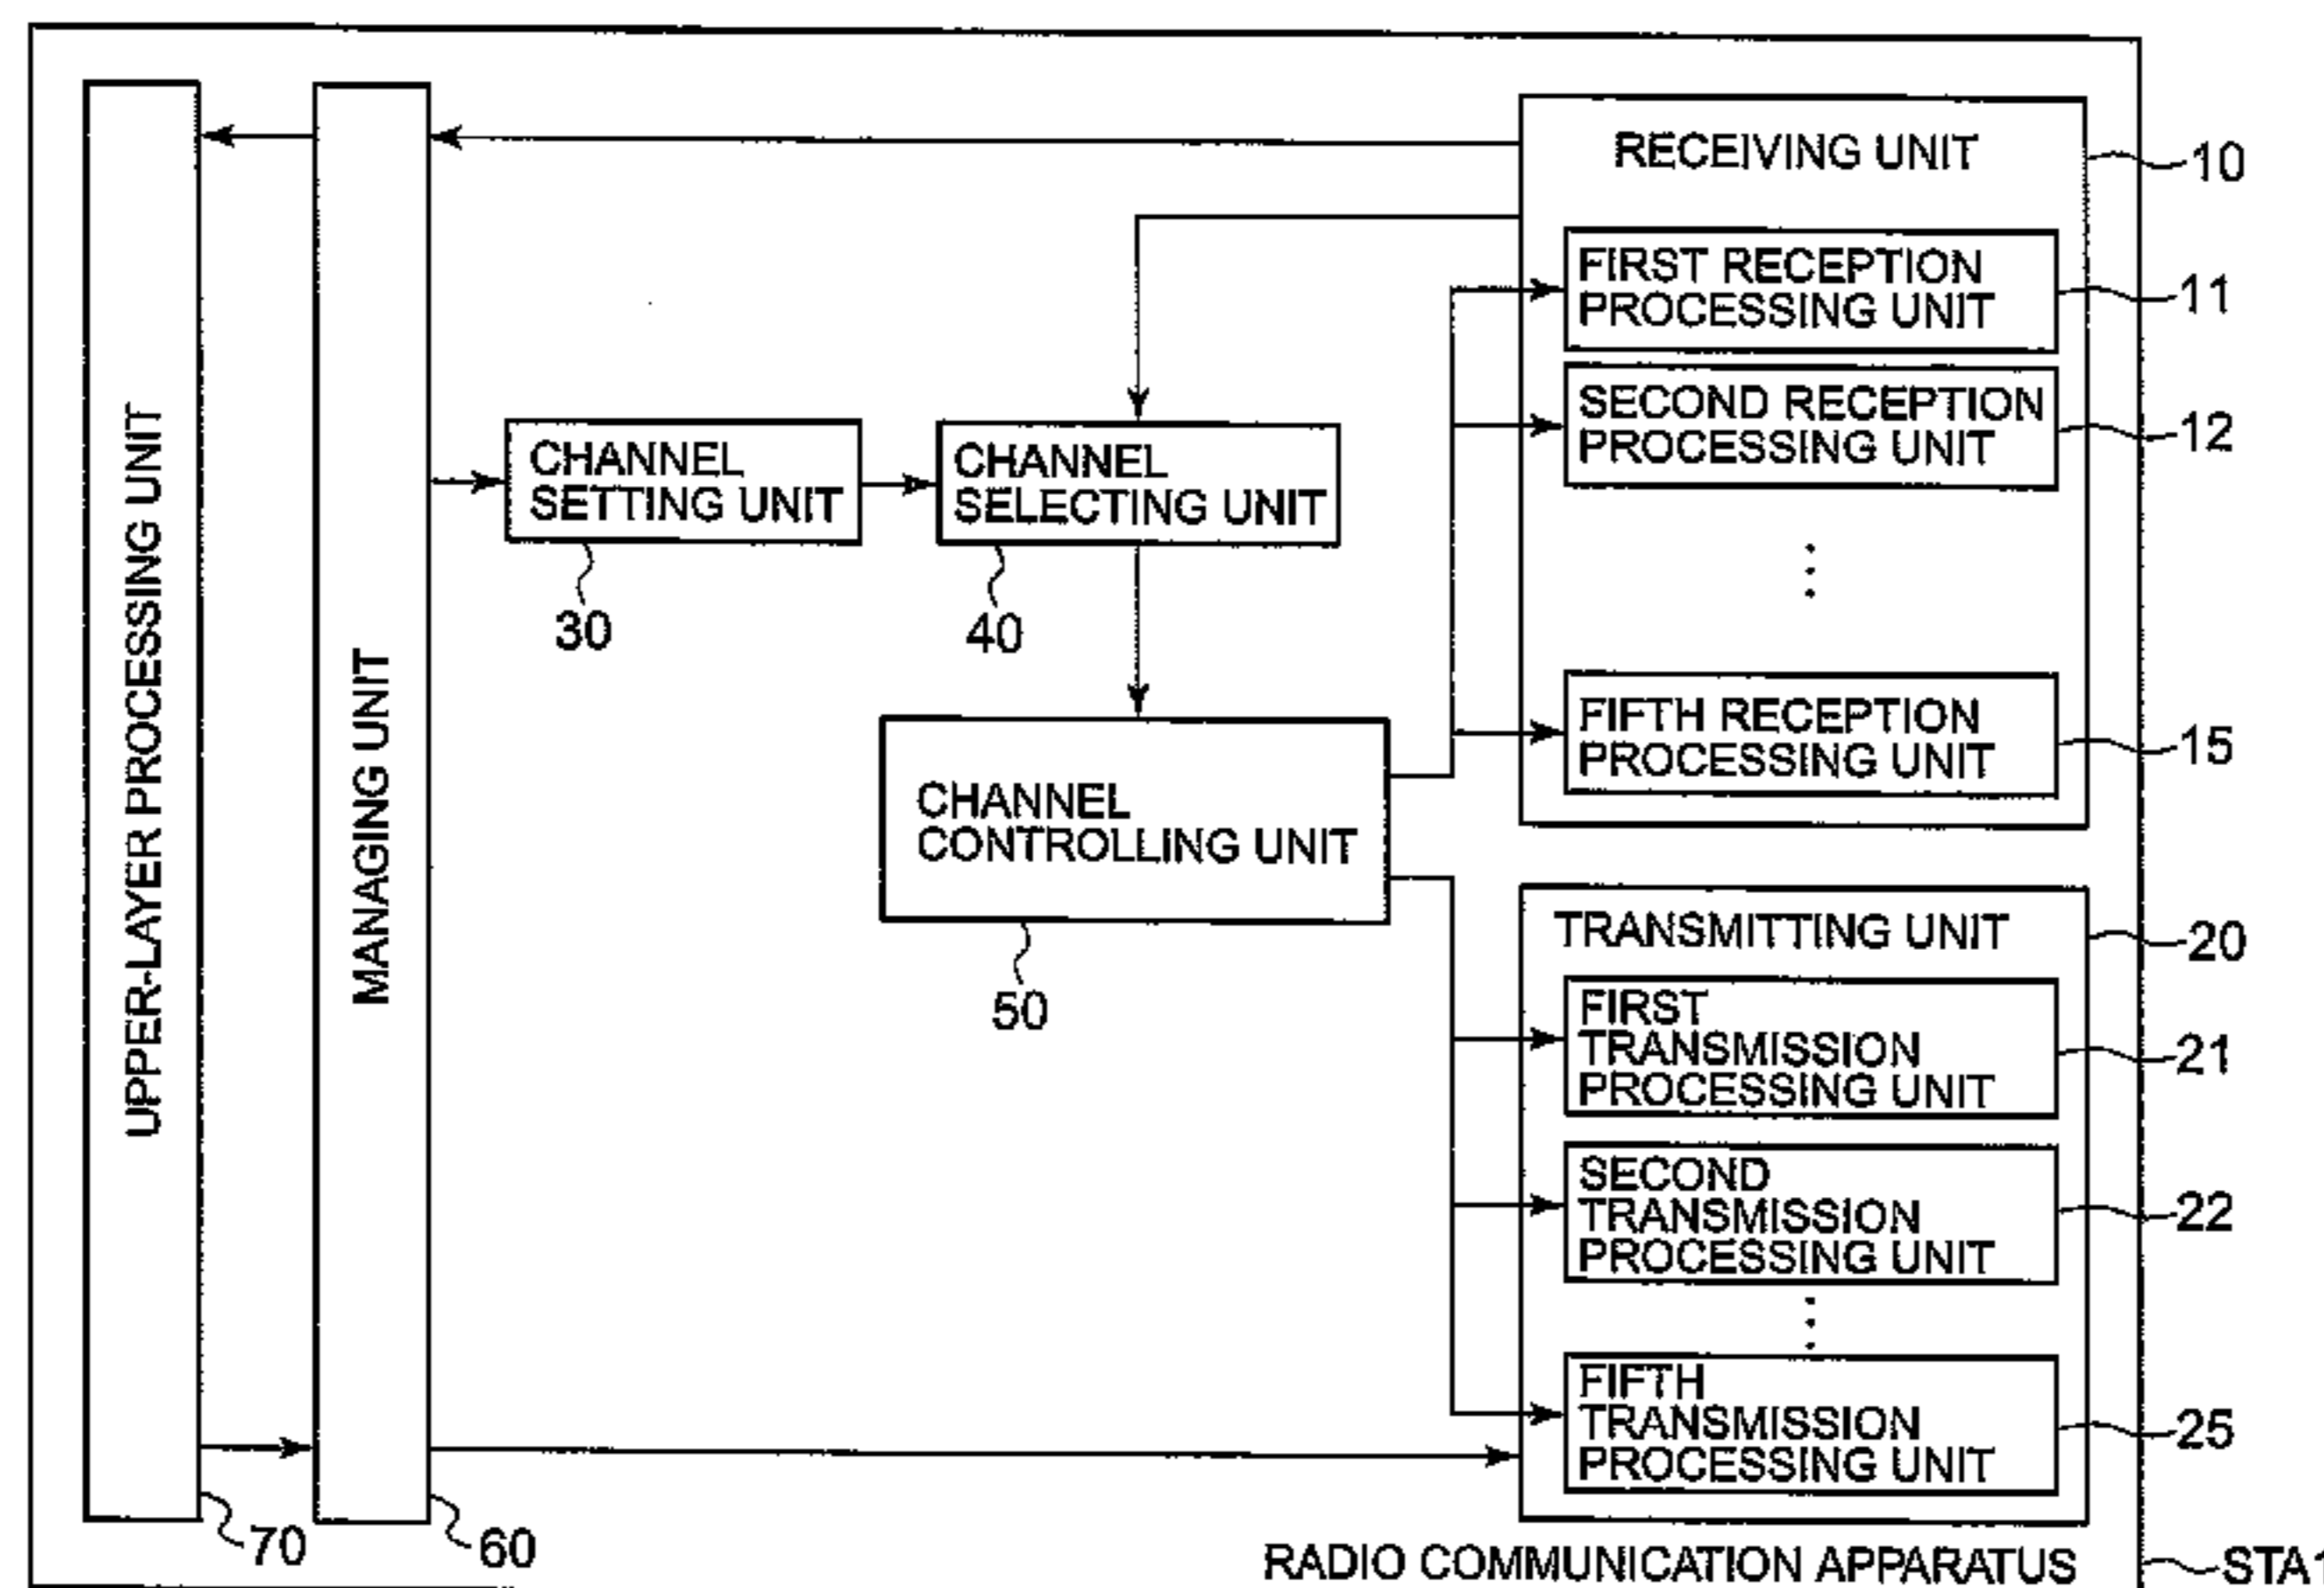 UPPER-LAYER PROCESSING UNIT
70
MANAGING UNIT
60
CHANNEL
SETTING UNIT
30
CHANNEL
SELECTING UNIT
40
CHANNEL
CONTROLLING UNIT
50
RECEIVING UNIT
10
FIRST RECEPTION
PROCESSING UNIT
11
SECOND RECEPTION
PROCESSING UNIT
12
FIFTH RECEPTION
PROCESSING UNIT
15
TRANSMITTING UNIT
20
FIRST
TRANSMISSION
PROCESSING UNIT
21
SECOND
TRANSMISSION
PROCESSING UNIT
22
FIFTH
TRANSMISSION
PROCESSING UNIT
25
RADIO COMMUNICATION APPARATUS
STA1